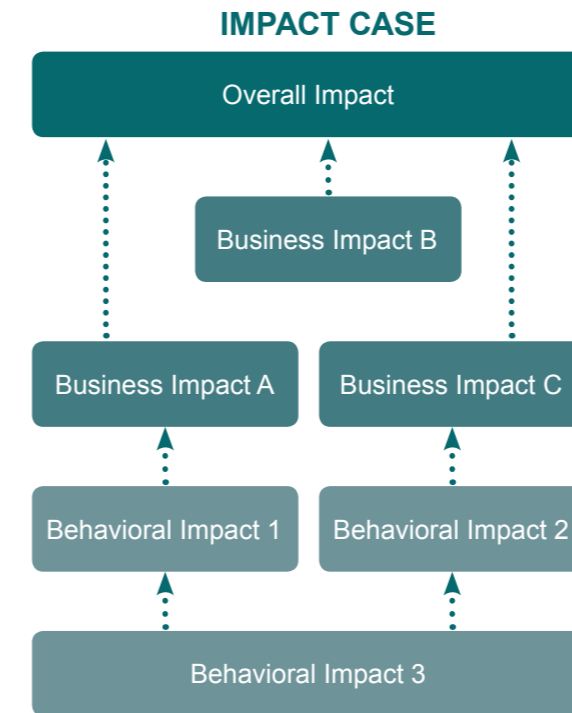 IMPACT CASE
Overall Impact
Business Impact B
Business Impact A
Business Impact C
Behavioral Impact 1
Behavioral Impact 2
Behavioral Impact 3